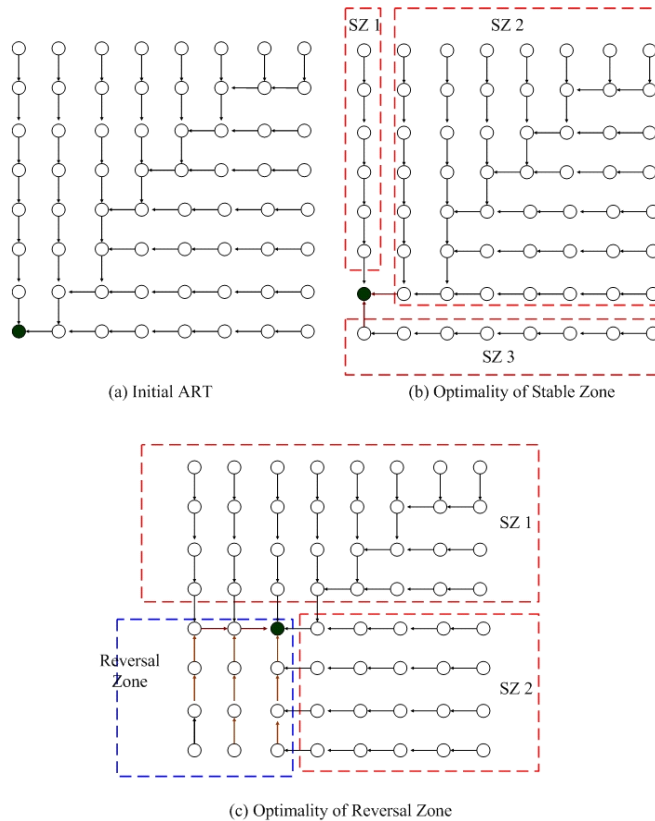 SZ 1
SZ 2
SZ 3
(a) Initial ART
(b) Optimality of Stable Zone
SZ 1
Reversal
Zone
SZ 2
(c) Optimality of Reversal Zone